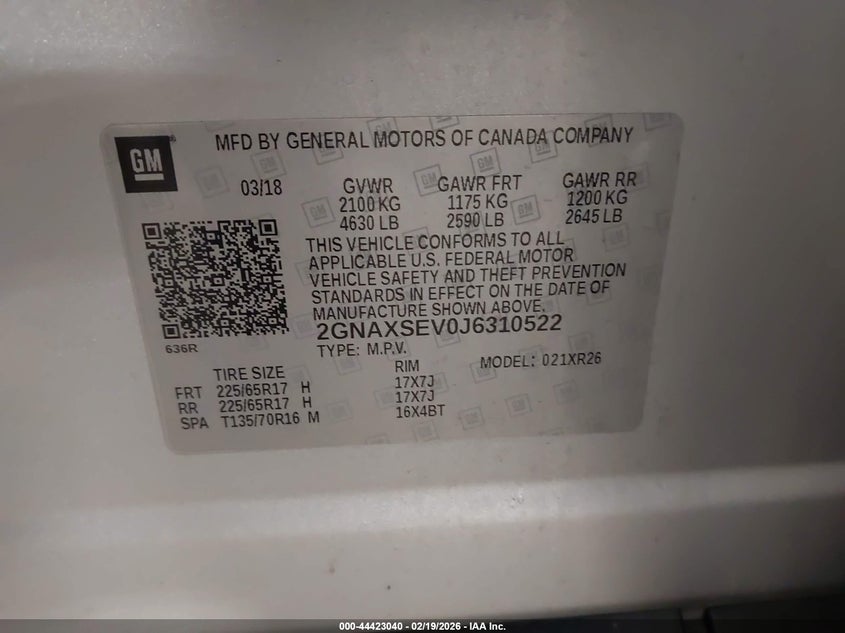 GM
MFD BY GENERAL MOTORS OF CANADA COMPANY
03/18 GVWR GAWR FRT GAWR RR
2100 KG 1175 KG 1200 KG
4630 LB 2590 LB 2645 LB
THIS VEHICLE CONFORMS TO ALL
APPLICABLE U.S. FEDERAL MOTOR
VEHICLE SAFETY AND THEFT PREVENTION
STANDARDS IN EFFECT ON THE DATE OF
MANUFACTURE SHOWN ABOVE.
2GNAXSEV0J6310522
636R
TYPE: M.P.V. MODEL: 021XR26
TIRE SIZE RIM
FRT 225/65R17 H 17X7J
RR 225/65R17 H 17X7J
SPA T135/70R16 M 16X4BT
000-44423040 - 02/19/2026 - IAA Inc.